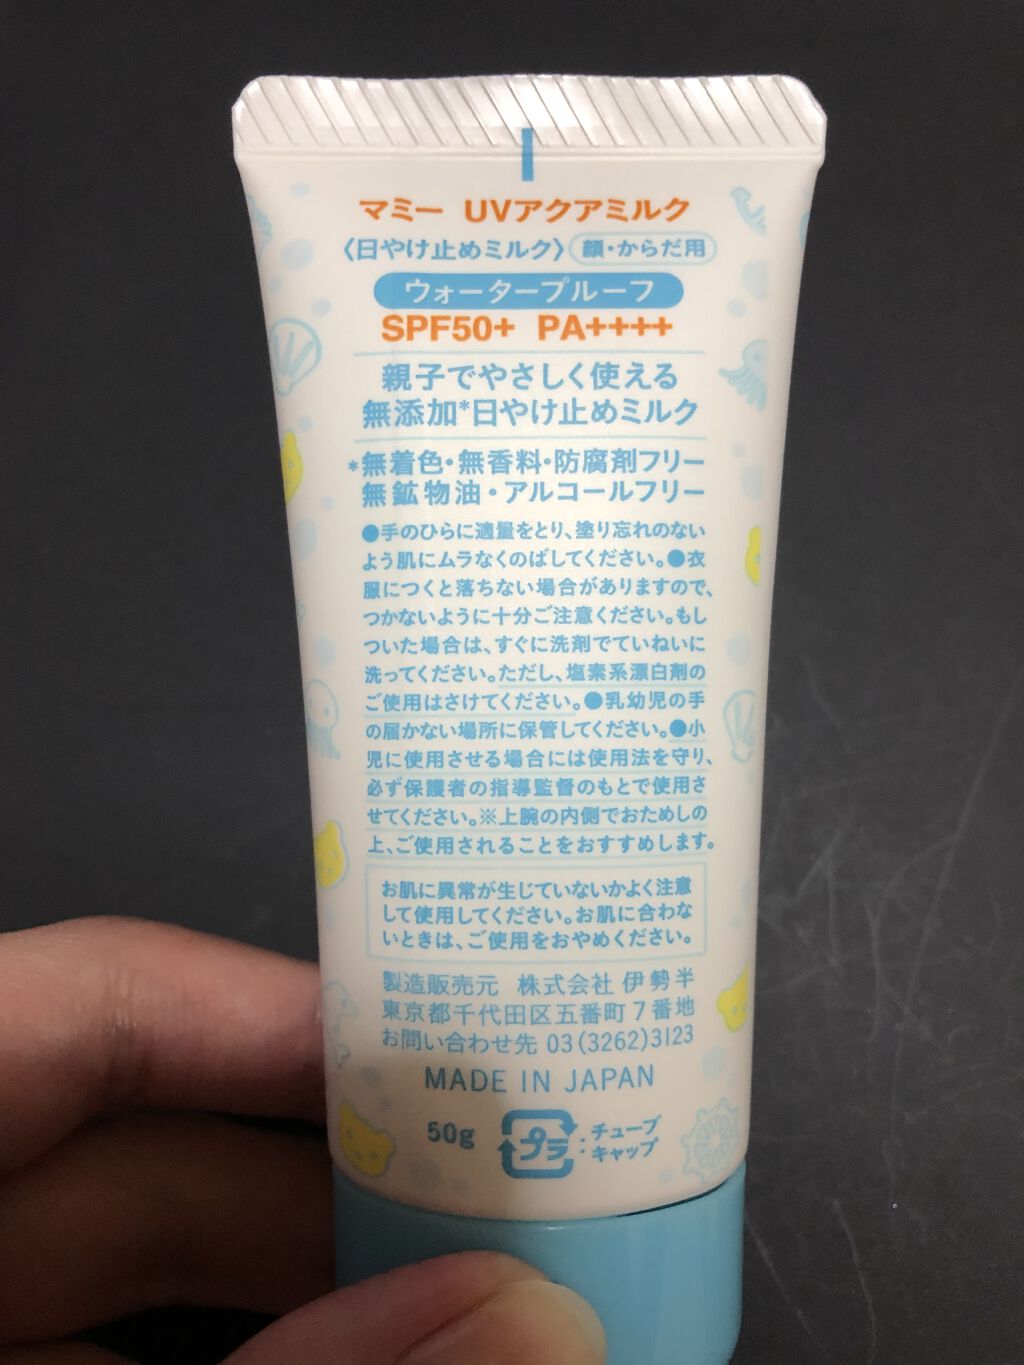 マミー UVアクアミルク
〈日やけ止めミルク〉 顔・からだ用
ウォータープルーフ
SPF50+ PA++++
親子でやさしく使える
無添加*日やけ止めミルク
*無着色・無香料・防腐剤フリー
無鉱物油・アルコールフリー
●手のひらに適量をとり、塗り忘れのない
よう肌にムラなくのばしてください。●衣
服につくと落ちない場合がありますので、
つかないように十分ご注意ください。もし
ついた場合は、すぐに洗剤でていねいに
洗ってください。ただし、塩素系漂白剤の
ご使用はさけてください。●乳幼児の手
の届かない場所に保管してください。●小
児に使用させる場合には使用法を守り、
必ず保護者の指導監督のもとで使用さ
せてください。※上腕の内側でおためしの
上、ご使用されることをおすすめします。
お肌に異常が生じていないかよく注意
して使用してください。お肌に合わな
いときは、ご使用をおやめください。
製造販売元 株式会社 伊勢半
東京都千代田区五番町7番地
お問い合わせ先 03(3262)3123
MADE IN JAPAN
50g プラ :チューブ
:キャップ